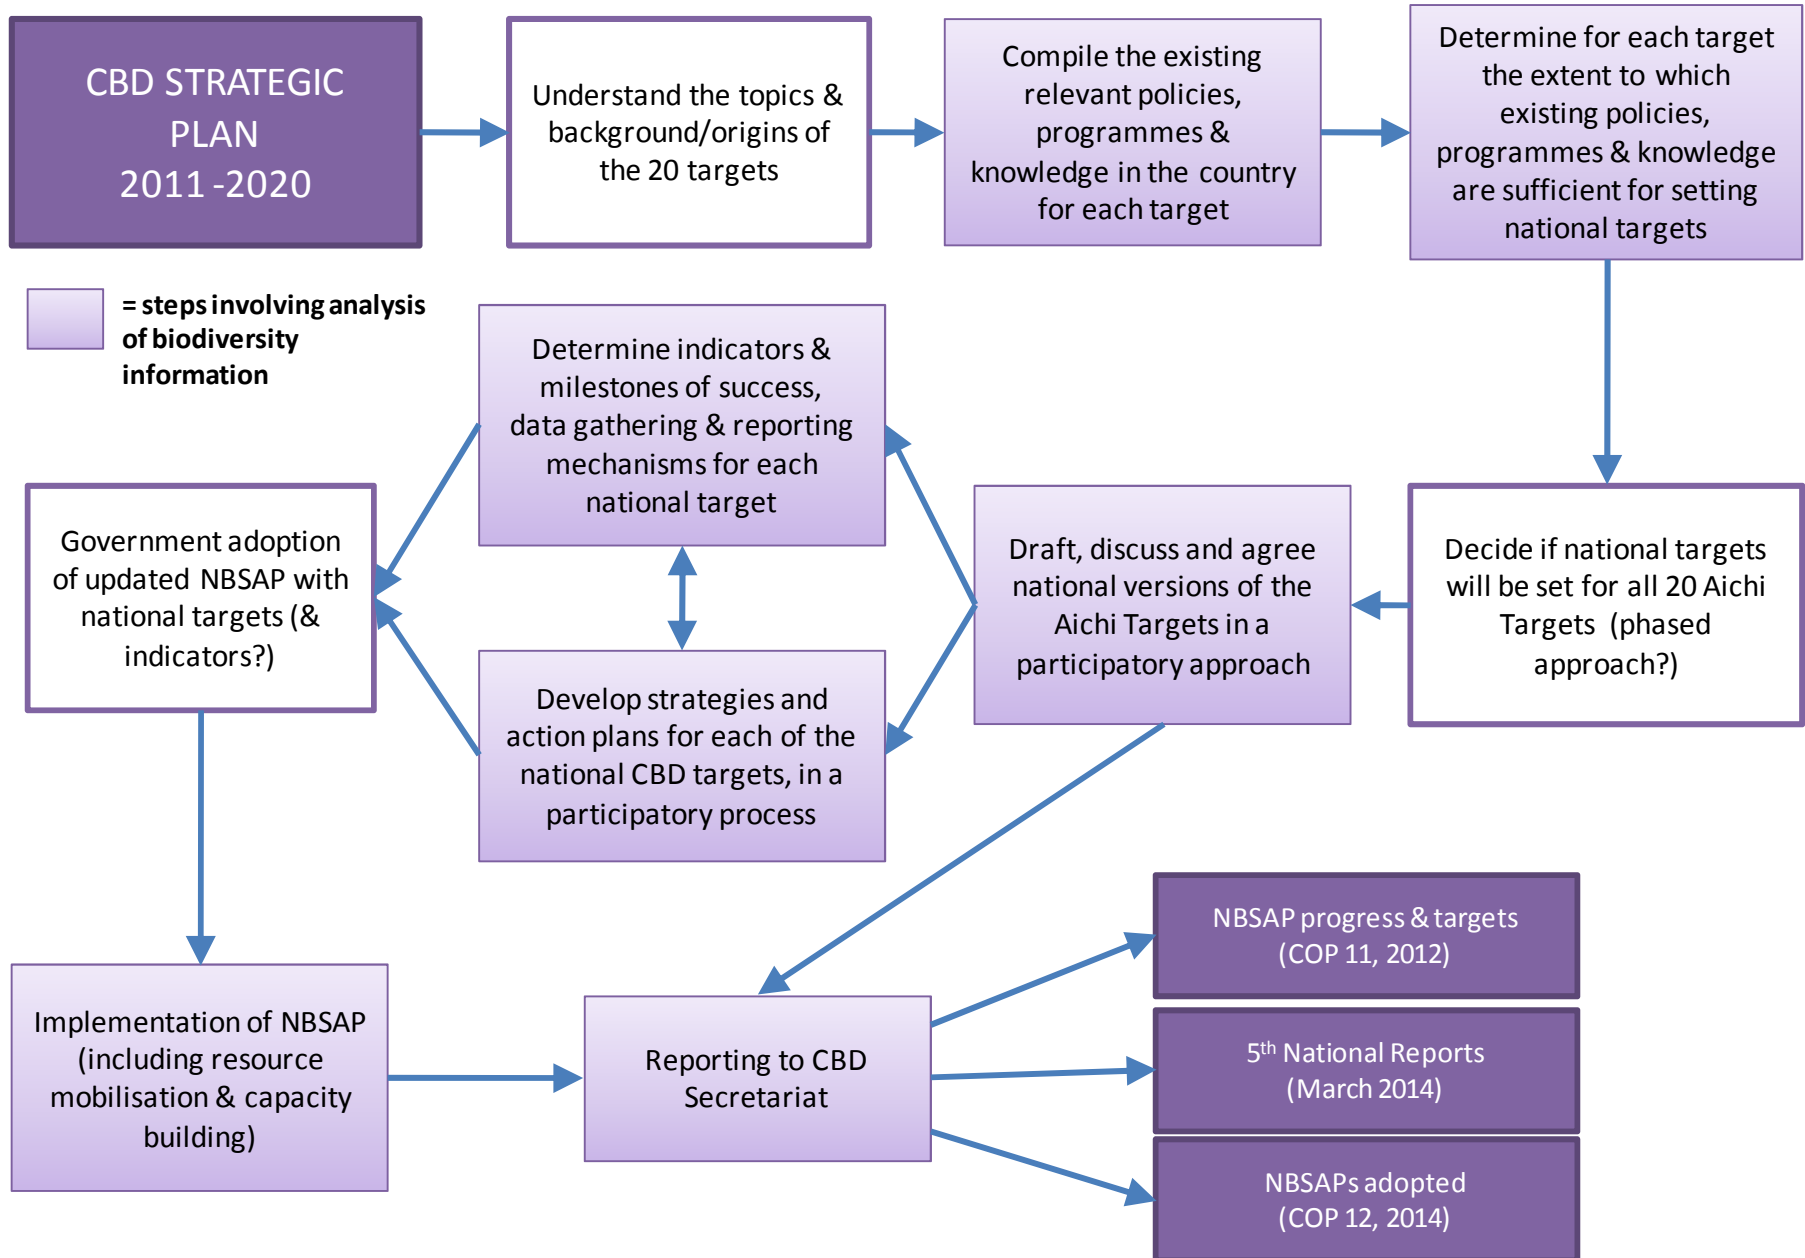 CBD STRATEGIC
PLAN
2011 -2020
Understand the topics &
background/origins of
the 20 targets
Compile the existing
relevant policies,
programmes &
knowledge in the country
for each target
Determine for each target
the extent to which
existing policies,
programmes & knowledge
are sufficient for setting
national targets
= steps involving analysis
of biodiversity
information
Determine indicators &
milestones of success,
data gathering & reporting
mechanisms for each
national target
Government adoption
of updated NBSAP with
national targets (&
indicators?)
Draft, discuss and agree
national versions of the
Aichi Targets in a
participatory approach
Decide if national targets
will be set for all 20 Aichi
Targets (phased
approach?)
Develop strategies and
action plans for each of the
national CBD targets, in a
participatory process
Implementation of NBSAP
(including resource
mobilisation & capacity
building)
Reporting to CBD
Secretariat
NBSAP progress & targets
(COP 11, 2012)
5th National Reports
(March 2014)
NBSAPs adopted
(COP 12, 2014)